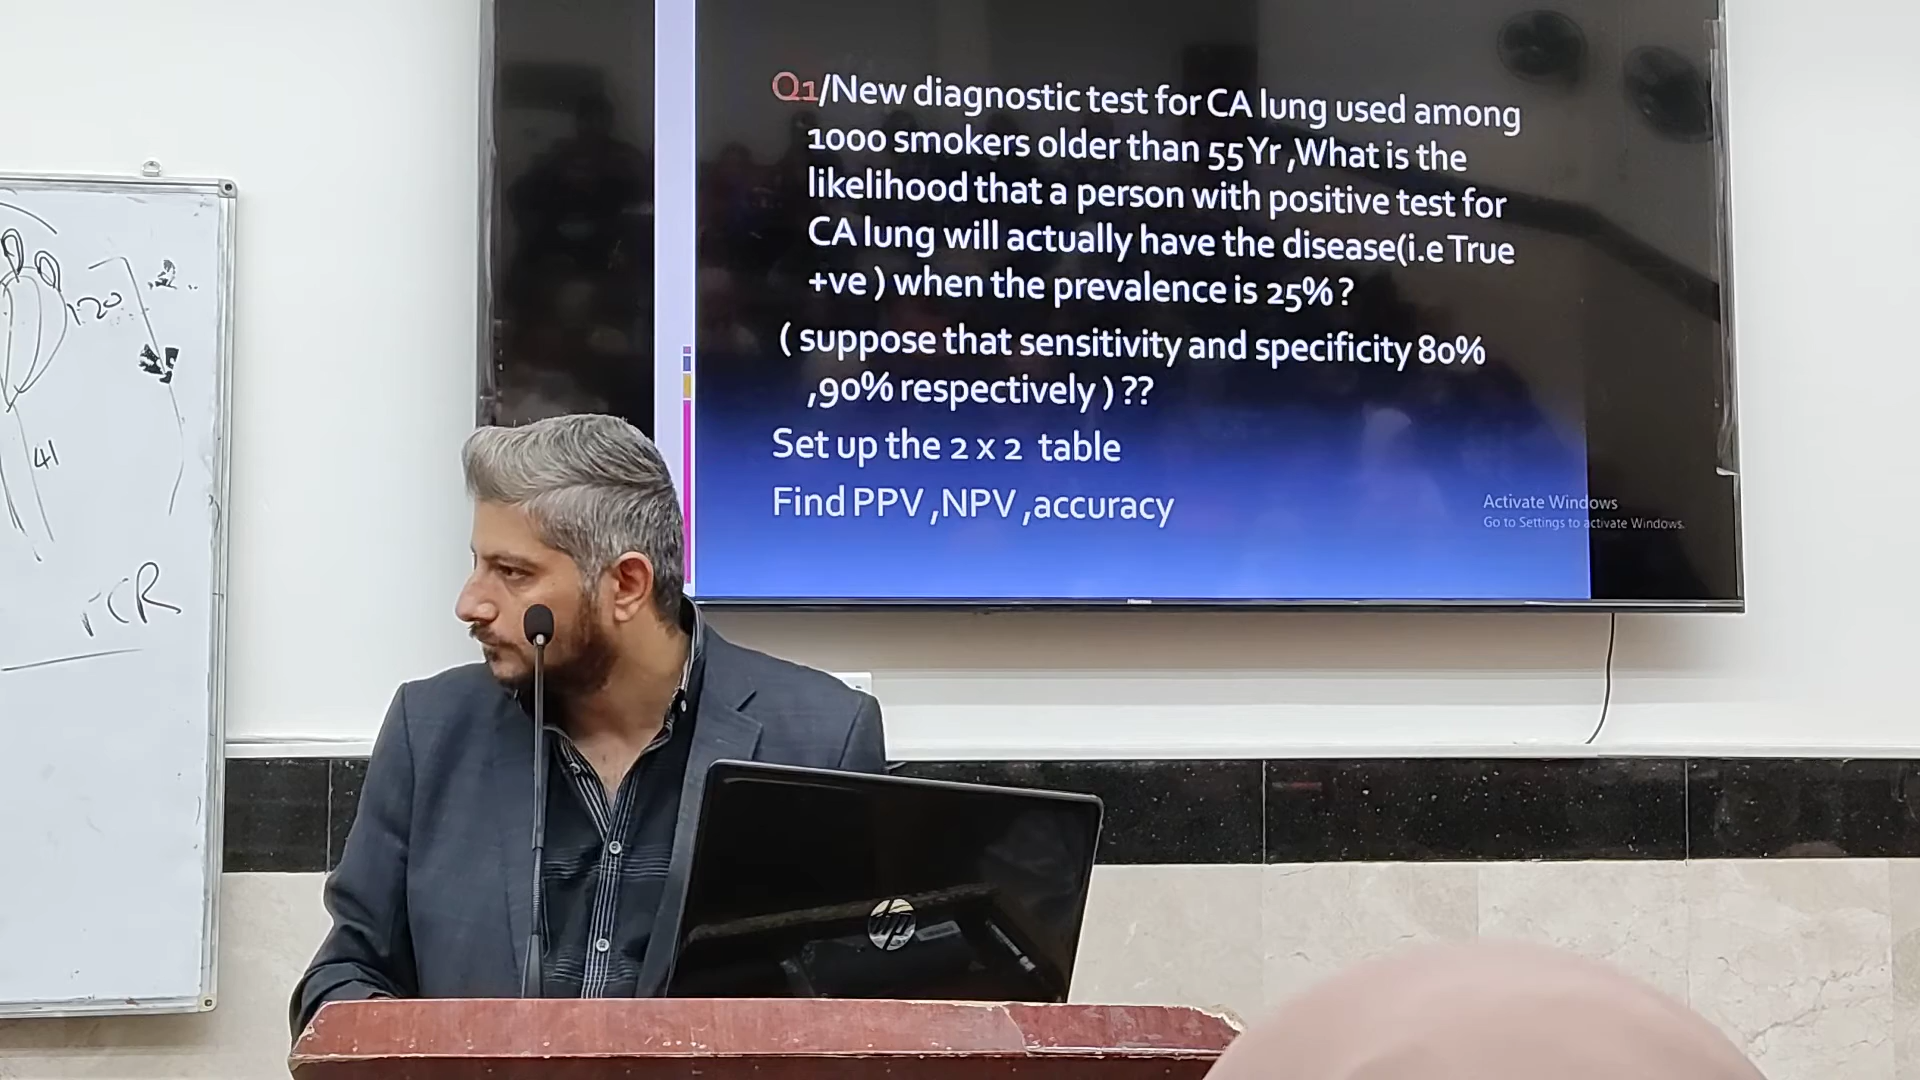 Q1/New diagnostic test for CA lung used among
1000 smokers older than 55 Yr ,What is the
likelihood that a person with positive test for
CA lung will actually have the disease(i.e True
+ve ) when the prevalence is 25% ?
( suppose that sensitivity and specificity 80%
,90% respectively ) ??
Set up the 2 x 2 table
Find PPV ,NPV ,accuracy
Activate Windows
Go to Settings to activate Windows.
41
hp